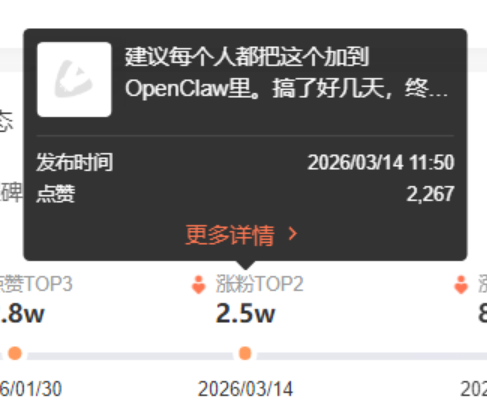 建议每个人都把这个加到
OpenClaw里。搞了好几天，终...
态
发布时间 2026/03/14 11:50
碑
点赞 2,267
更多详情 >
点赞TOP3 涨粉TOP2 涨
.8w 2.5w 8
6/01/30 2026/03/14 202